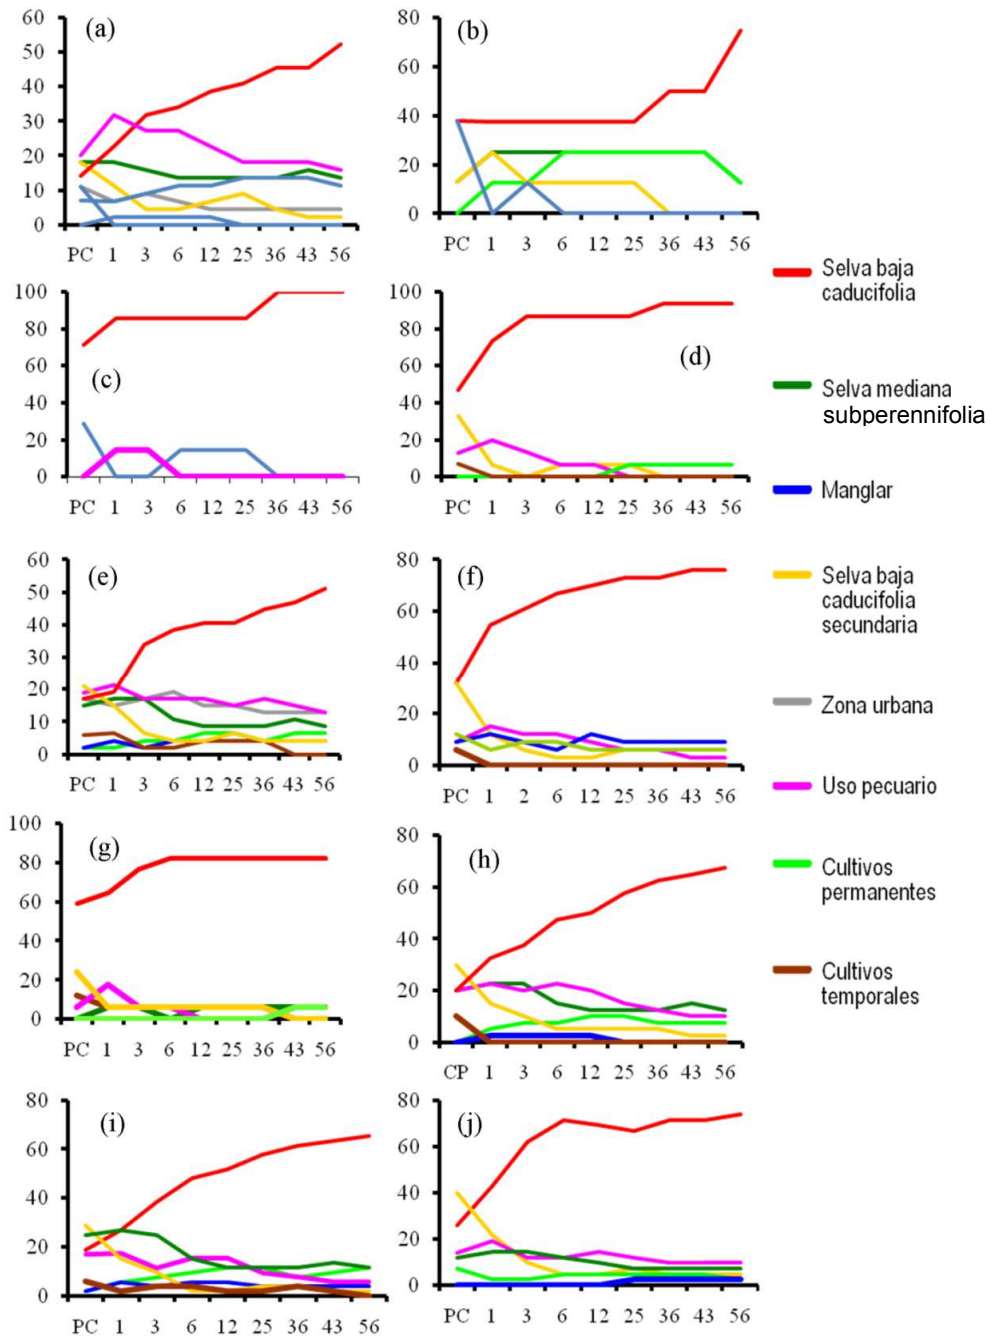 60
50
40
30
20
10
0
(a)
PC 1 3 6 12 25 36 43 56
80
60
40
20
0
(b)
PC 1 3 6 12 25 36 43 56
100
80
60
40
20
0
(c)
PC 1 3 6 12 25 36 43 56
100
80
60
40
20
0
(d)
PC 1 3 6 12 25 36 43 56
60
50
40
30
20
10
0
(e)
PC 1 3 6 12 25 36 43 56
80
60
40
20
0
(f)
PC 1 2 6 12 25 36 43 56
100
80
60
40
20
0
(g)
PC 1 3 6 12 25 36 43 56
80
60
40
20
0
(h)
CP 1 3 6 12 25 36 43 56
80
60
40
20
0
(i)
PC 1 3 6 12 25 36 43 56
80
60
40
20
0
(j)
PC 1 3 6 12 25 36 43 56
Selva baja
caducifolia
Selva mediana
subperennifolia
Manglar
Selva baja
caducifolia
secundaria
Zona urbana
Uso pecuario
Cultivos
permanentes
Cultivos
temporales